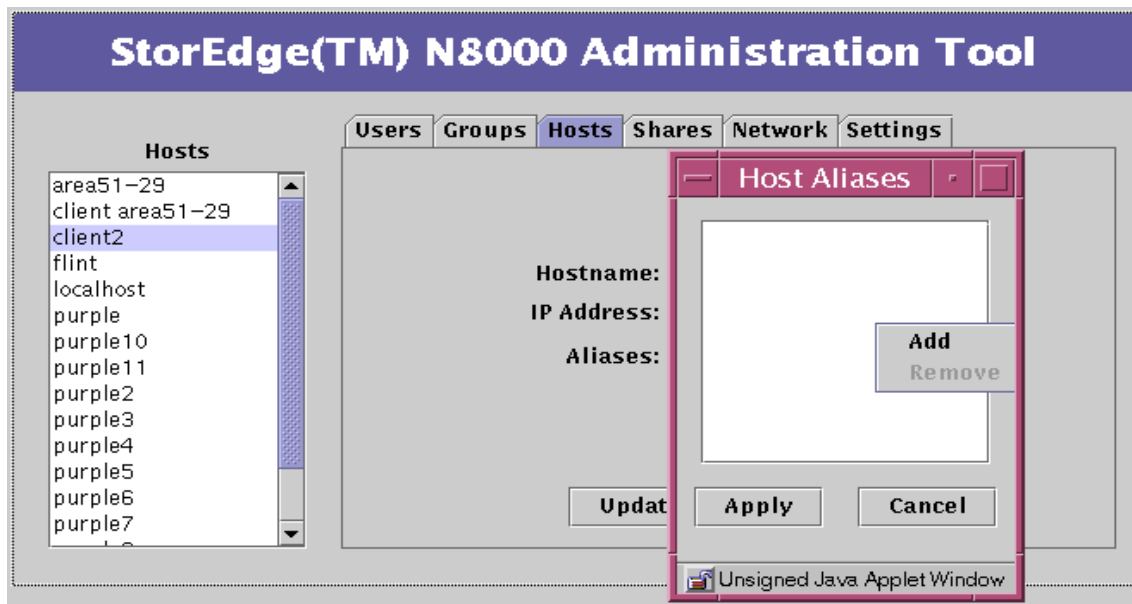 StorEdge(TM) N8000 Administration Tool
Users Groups Hosts Shares Network Settings
Hosts
area51-29
client area51-29
client2
flint
localhost
purple
purple10
purple11
purple2
purple3
purple4
purple5
purple6
purple7
Hostname:
IP Address:
Aliases:
Updat
Host Aliases
Add
Remove
Apply Cancel
Unsigned Java Applet Window